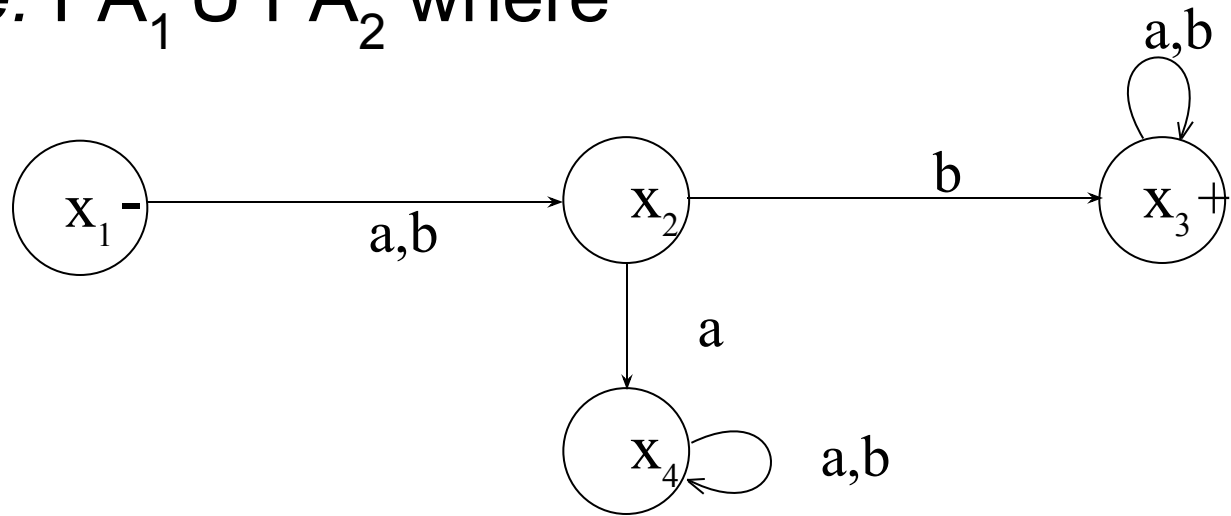 : FA₁ U FA₂ where
a,b
x₁-
a,b
x₂
b
x₃+
a
x₄
a,b